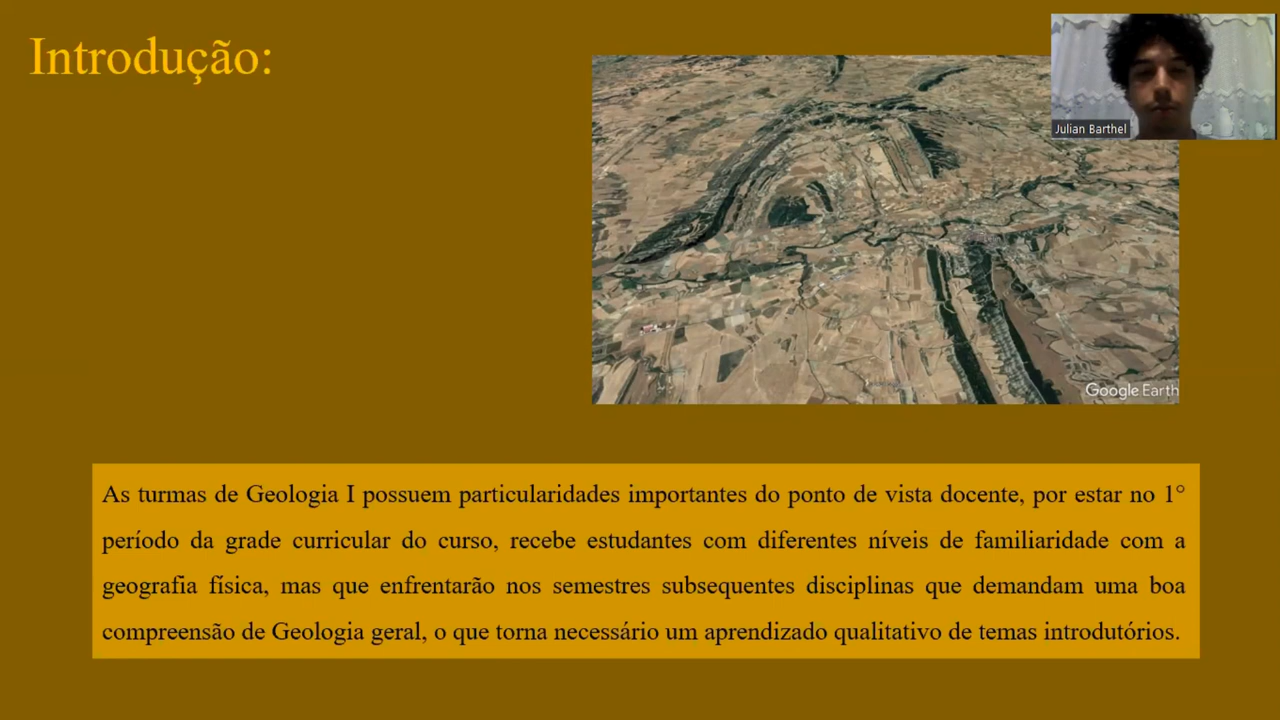 Introdução:
Julian Barthel
Google Earth
As turmas de Geologia I possuem particularidades importantes do ponto de vista docente, por estar no 1°
período da grade curricular do curso, recebe estudantes com diferentes níveis de familiaridade com a
geografia física, mas que enfrentarão nos semestres subsequentes disciplinas que demandam uma boa
compreensão de Geologia geral, o que torna necessário um aprendizado qualitativo de temas introdutórios.